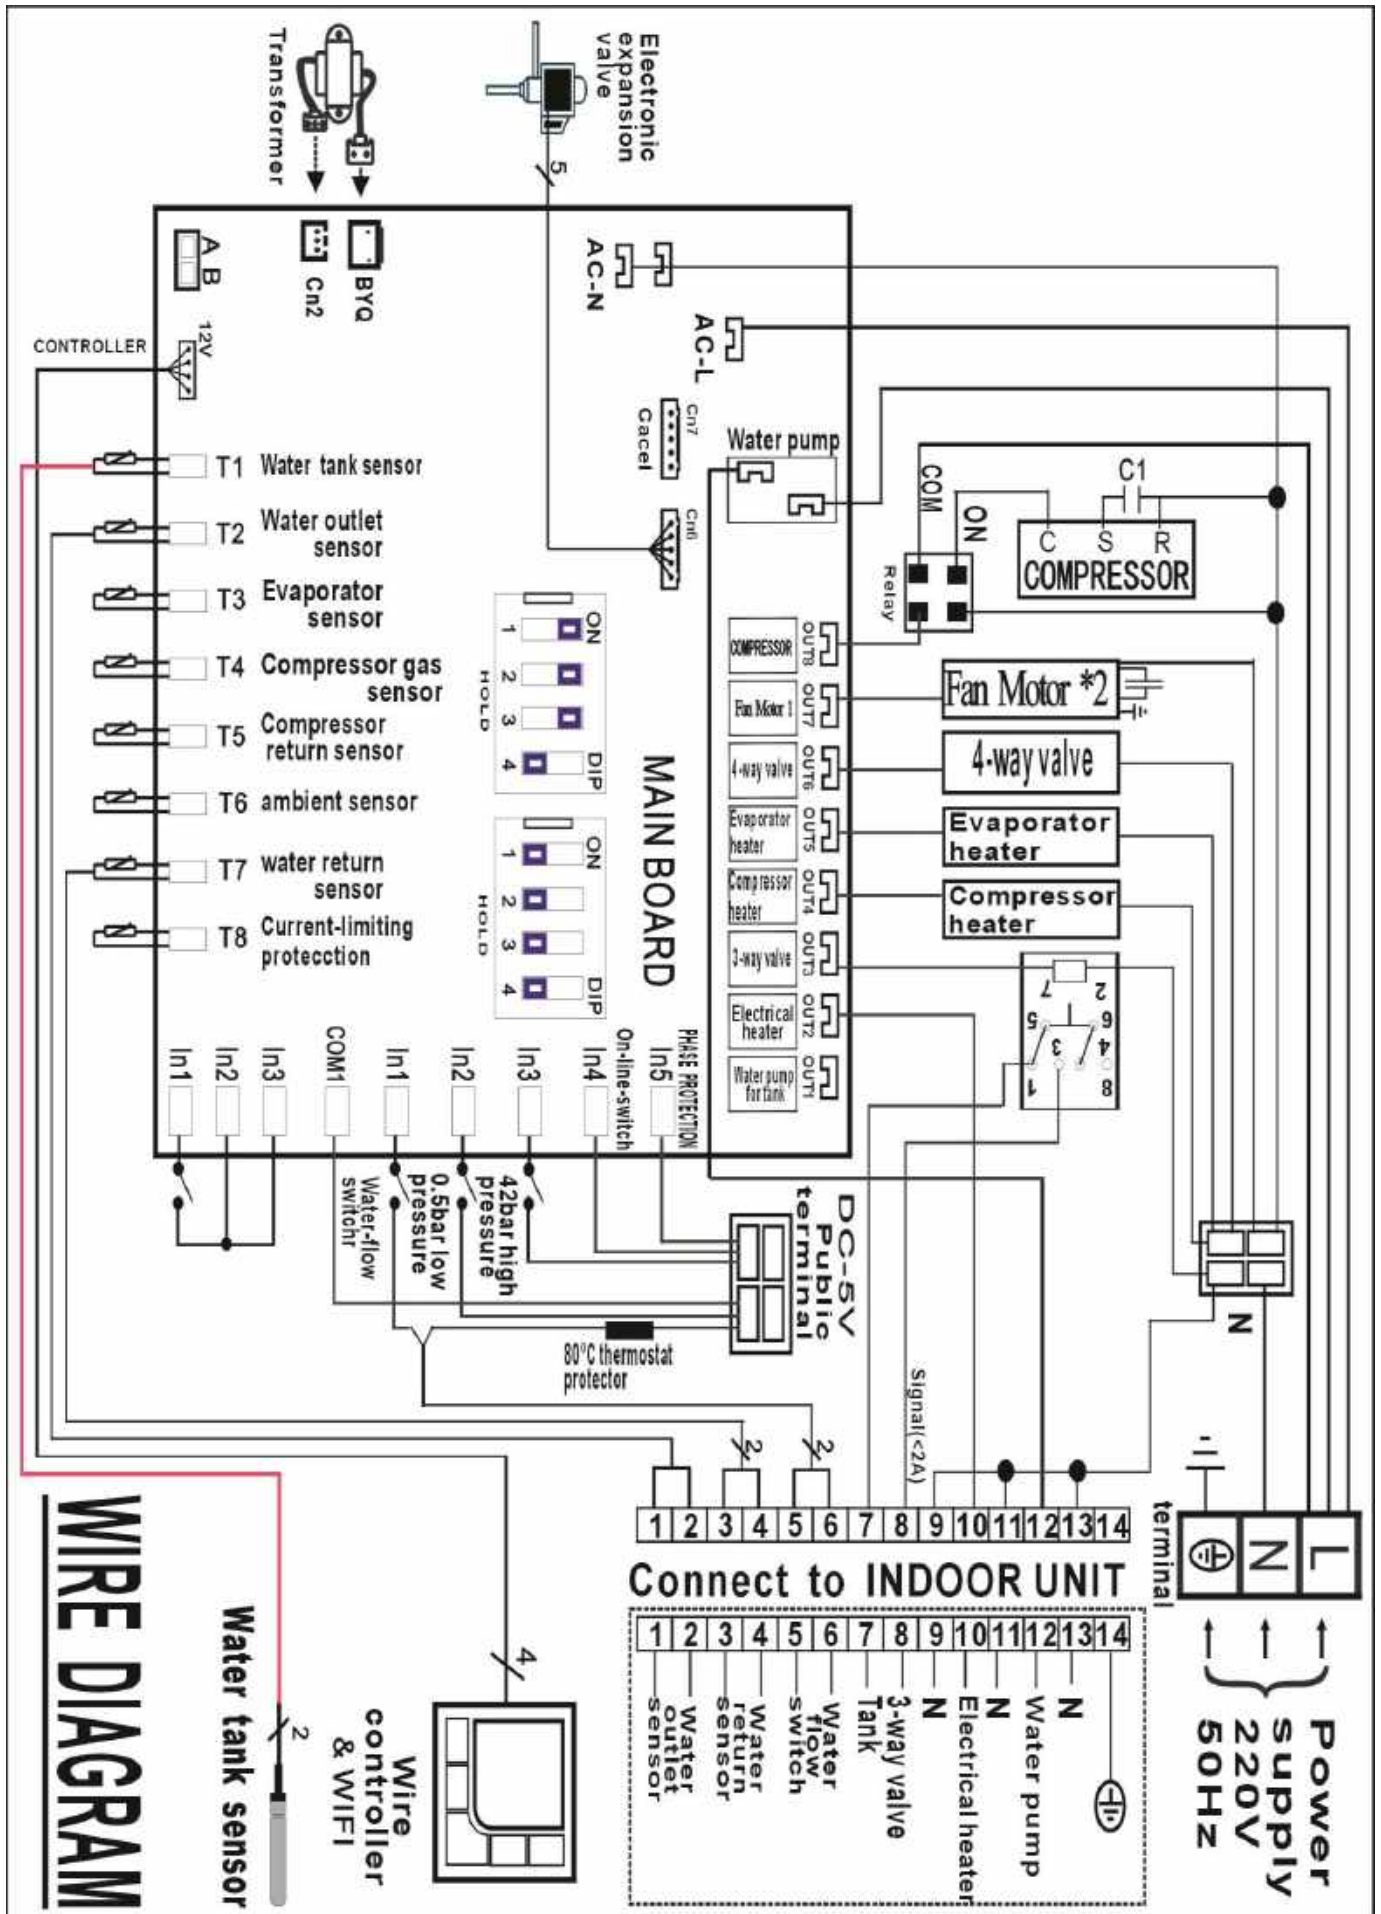 Transformer
Electronic
expansion
valve
5
AC-N
A B
Cn2
BYQ
AC-L
12V
CONTROLLER
Cn7
Cacel
Cn6
Water pump
COM
ON
C1
C S R
COMPRESSOR
Relay
T1 Water tank sensor
T2 Water outlet
sensor
T3 Evaporator
sensor
T4 Compressor gas
sensor
T5 Compressor
return sensor
T6 ambient sensor
T7 water return
sensor
T8 Current-limiting
protecction
ON
1
2
3
4
HOLD
DIP
ON
1
2
3
4
HOLD
DIP
MAIN BOARD
COMPRESSOR OUT8
Fan Motor 1 OUT7
4-way valve OUT6
Evaporator
heater
OUT5
Compressor
heater
OUT4
3-way valve OUT3
Electrical
heater
OUT2
Water pump
for tank
OUT1
Fan Motor *2
4-way valve
Evaporator
heater
Compressor
heater
7 2
5 6
3 4
1 8
In1
In2
In3
COM1
In1
In2
In3
In4
On-line-switch
In5
PHASE PROTECTION
Water-flow
switchr
0.5bar low
pressure
42bar high
pressure
DC-5V
Public
terminal
80°C thermostat
protector
N
Signal(<2A)
2
2
terminal
1 2 3 4 5 6 7 8 9 10 11 12 13 14
Connect to INDOOR UNIT
1 2 3 4 5 6 7 8 9 10 11 12 13 14
Water
outlet
sensor
Water
return
sensor
Water
flow
switch
Tank
3-way valve
N
Electrical heater
N
Water pump
N
N
L
Power
supply
220V
50Hz
4
Wire
controller
& WIFI
2
Water tank sensor
WIRE DIAGRAM